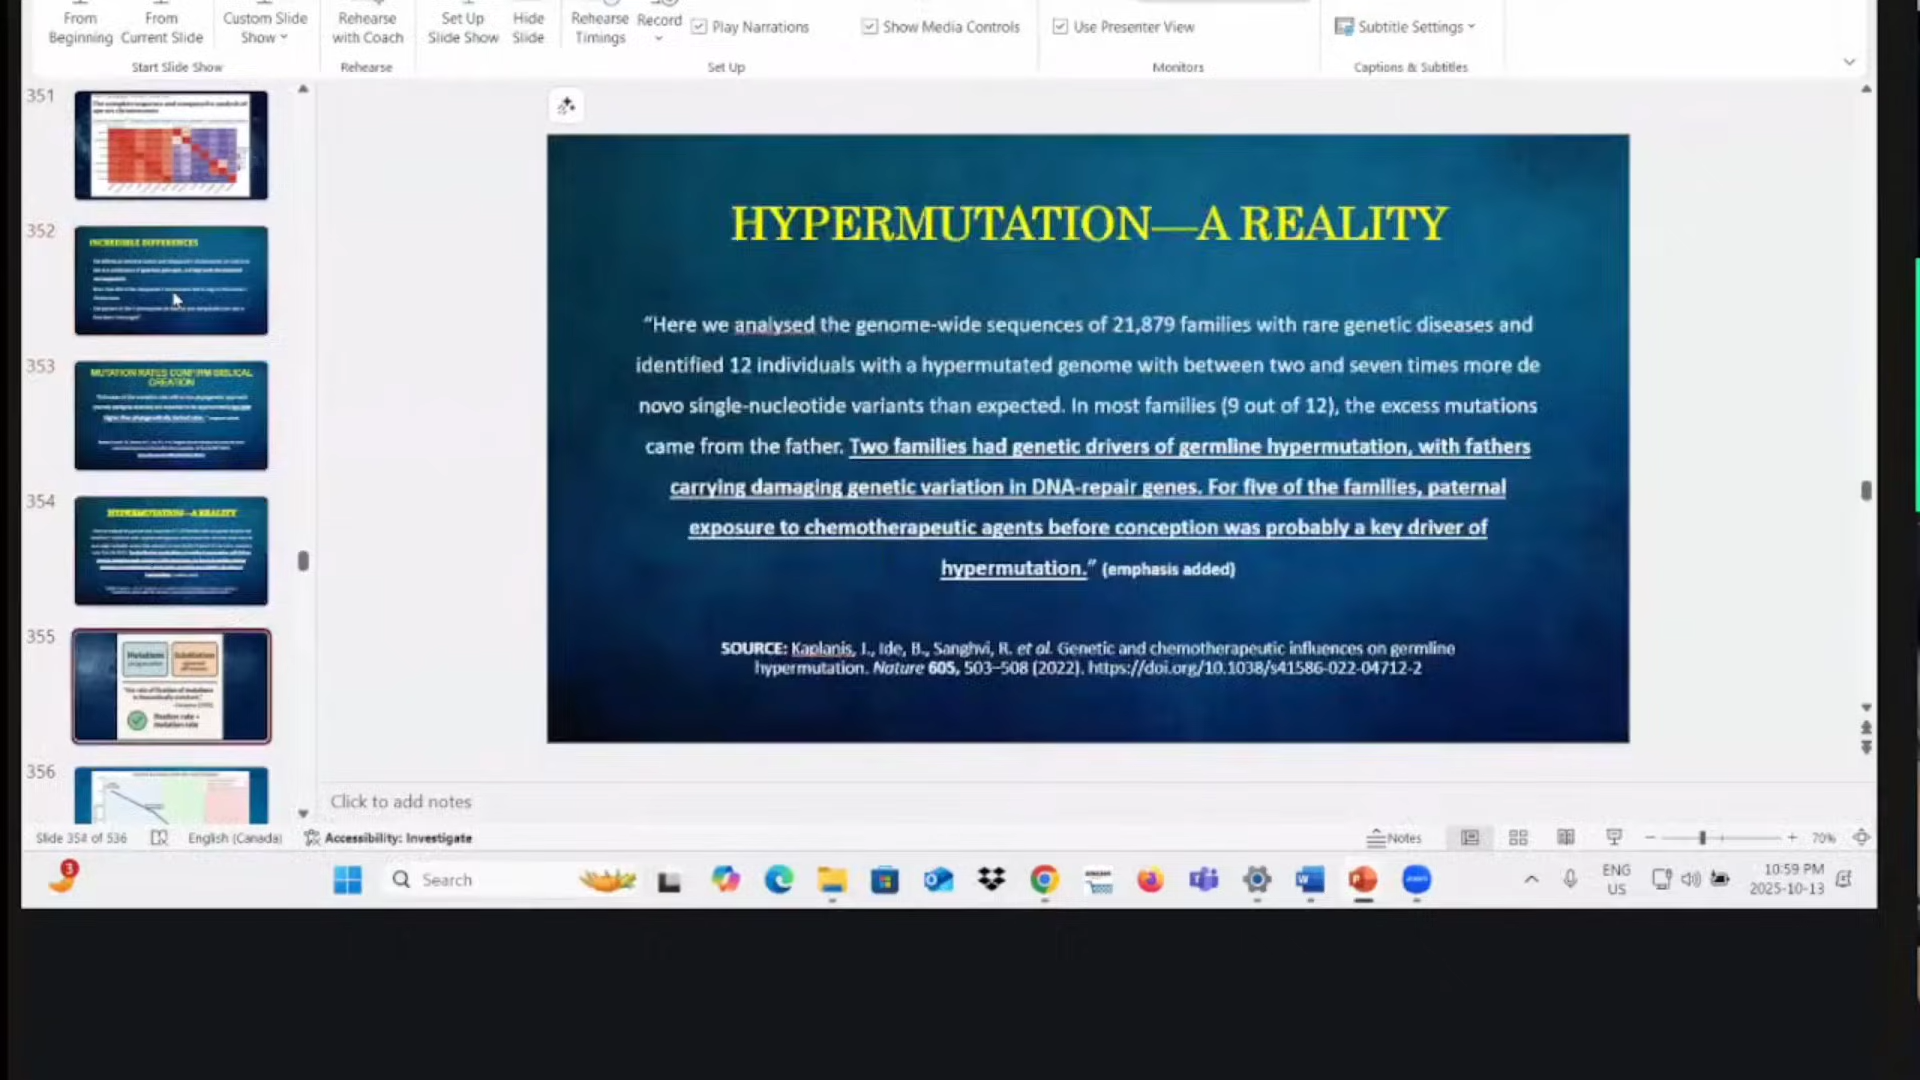 From Beginning
From Current Slide
Custom Slide Show
Rehearse with Coach
Set Up Slide Show
Hide Slide
Rehearse Timings
Record
Play Narrations
Show Media Controls
Use Presenter View
Subtitle Settings
Start Slide Show
Rehearse
Set Up
Monitors
Captions & Subtitles
351
352
INCREDIBLE DIFFERENCES
353
MUTATION RATES CONFIRM BIBLICAL
CREATION
354
HYPERMUTATION—A REALITY
355
Mutations
Substitution
Fixation rate =
mutation rate
356
HYPERMUTATION—A REALITY
“Here we analysed the genome-wide sequences of 21,879 families with rare genetic diseases and
identified 12 individuals with a hypermutated genome with between two and seven times more de
novo single-nucleotide variants than expected. In most families (9 out of 12), the excess mutations
came from the father. Two families had genetic drivers of germline hypermutation, with fathers
carrying damaging genetic variation in DNA-repair genes. For five of the families, paternal
exposure to chemotherapeutic agents before conception was probably a key driver of
hypermutation.” (emphasis added)
SOURCE: Kaplanis, J., Ide, B., Sanghvi, R. et al. Genetic and chemotherapeutic influences on germline
hypermutation. Nature 605, 503–508 (2022). https://doi.org/10.1038/s41586-022-04712-2
Click to add notes
Slide 354 of 536
English (Canada)
Accessibility: Investigate
Notes
70%
3
Search
ENG
US
10:59 PM
2025-10-13